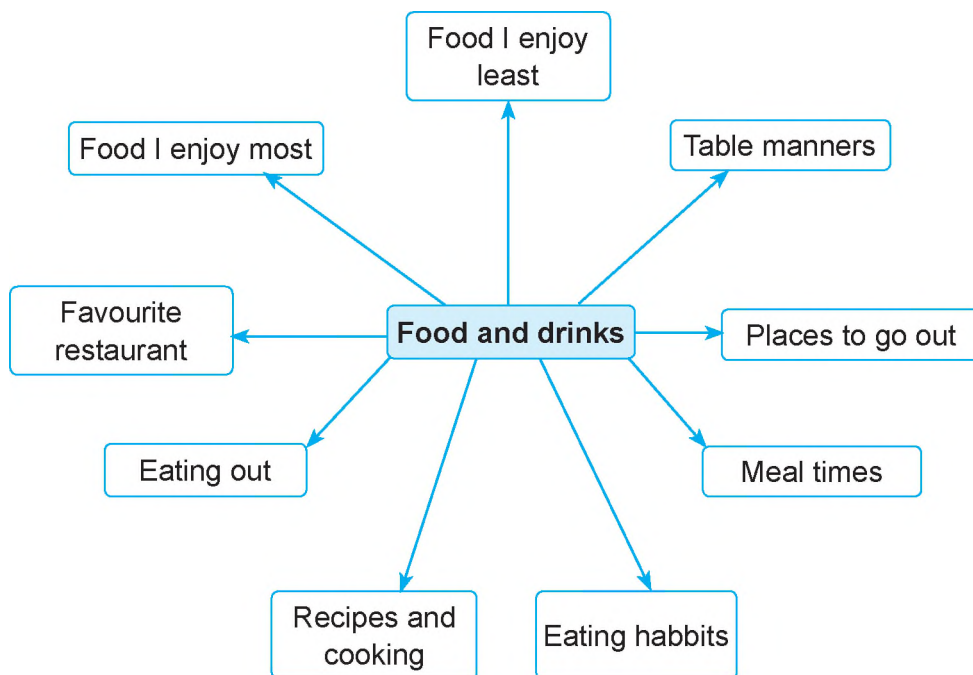 Food I enjoy
least
Food I enjoy most
Table manners
Favourite
restaurant
Food and drinks
Places to go out
Eating out
Meal times
Recipes and
cooking
Eating habbits